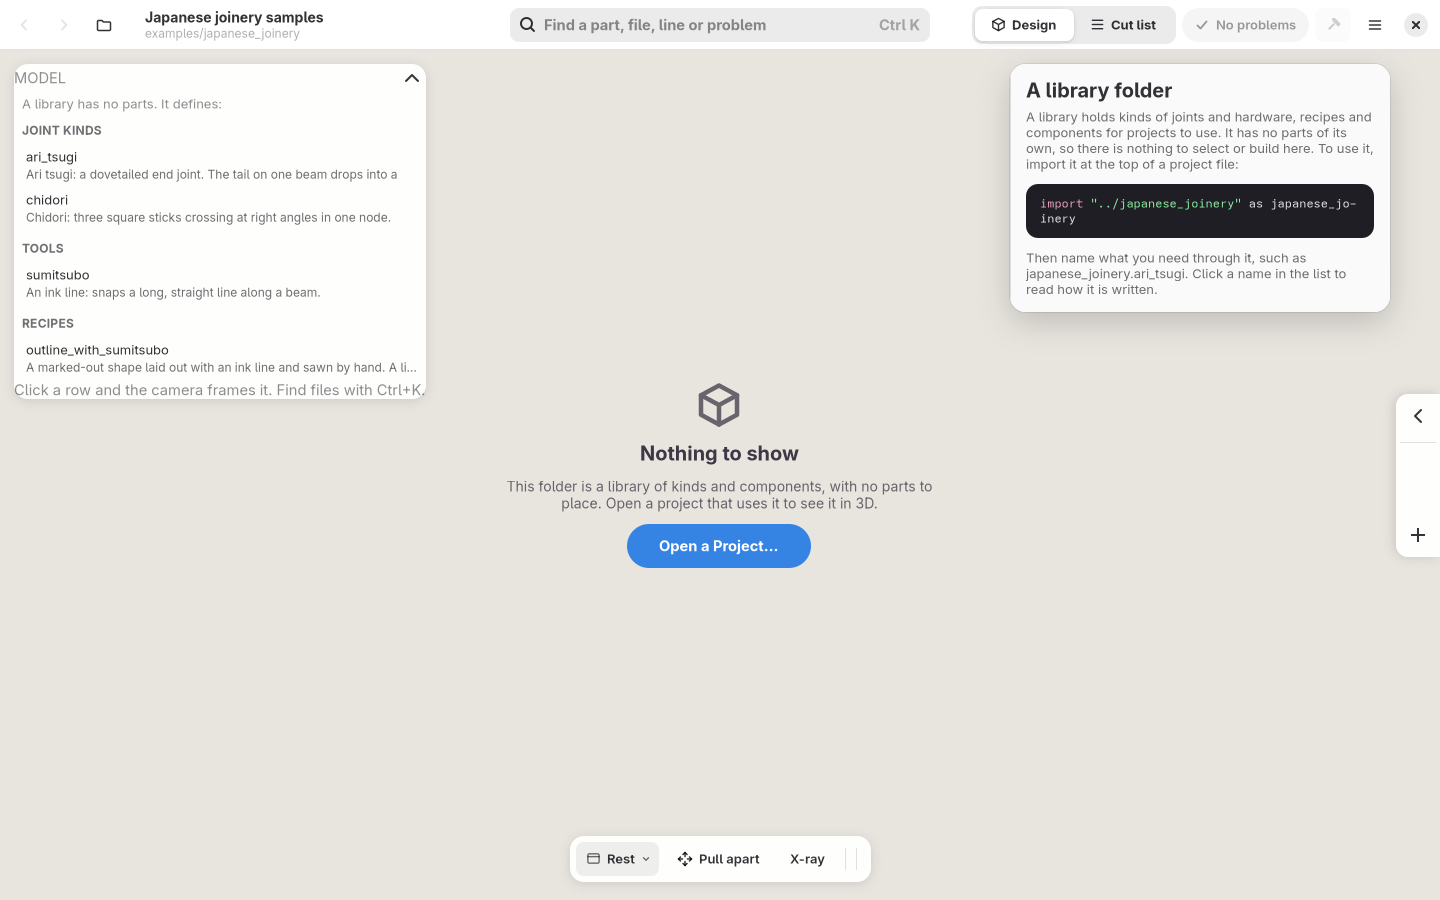 Japanese joinery samples
examples/japanese_joinery
Find a part, file, line or problem
Ctrl K
Design
Cut list
No problems
MODEL
A library has no parts. It defines:
JOINT KINDS
ari_tsugi
Ari tsugi: a dovetailed end joint. The tail on one beam drops into a
chidori
Chidori: three square sticks crossing at right angles in one node.
TOOLS
sumitsubo
An ink line: snaps a long, straight line along a beam.
RECIPES
outline_with_sumitsubo
A marked-out shape laid out with an ink line and sawn by hand. A li...
Click a row and the camera frames it. Find files with Ctrl+K.
A library folder
A library holds kinds of joints and hardware, recipes and
components for projects to use. It has no parts of its
own, so there is nothing to select or build here. To use it,
import it at the top of a project file:
import "../japanese_joinery" as japanese_jo-
inery
Then name what you need through it, such as
japanese_joinery.ari_tsugi. Click a name in the list to
read how it is written.
Nothing to show
This folder is a library of kinds and components, with no parts to
place. Open a project that uses it to see it in 3D.
Open a Project...
Rest
Pull apart
X-ray